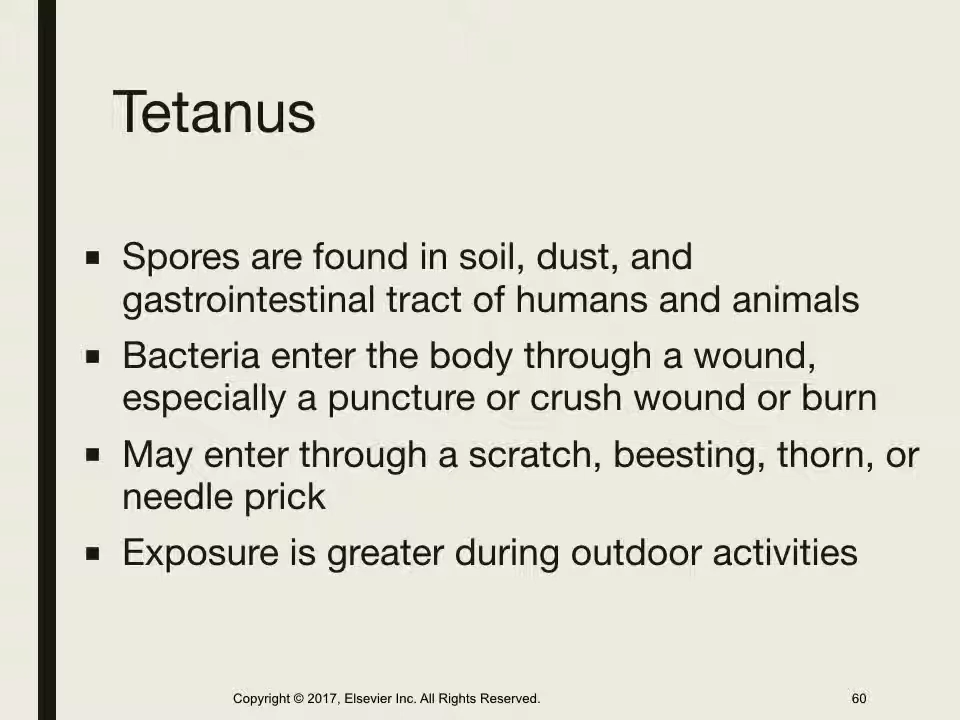 Tetanus
■ Spores are found in soil, dust, and
gastrointestinal tract of humans and animals
■ Bacteria enter the body through a wound,
especially a puncture or crush wound or burn
■ May enter through a scratch, beesting, thorn, or
needle prick
■ Exposure is greater during outdoor activities
Copyright © 2017, Elsevier Inc. All Rights Reserved.
60